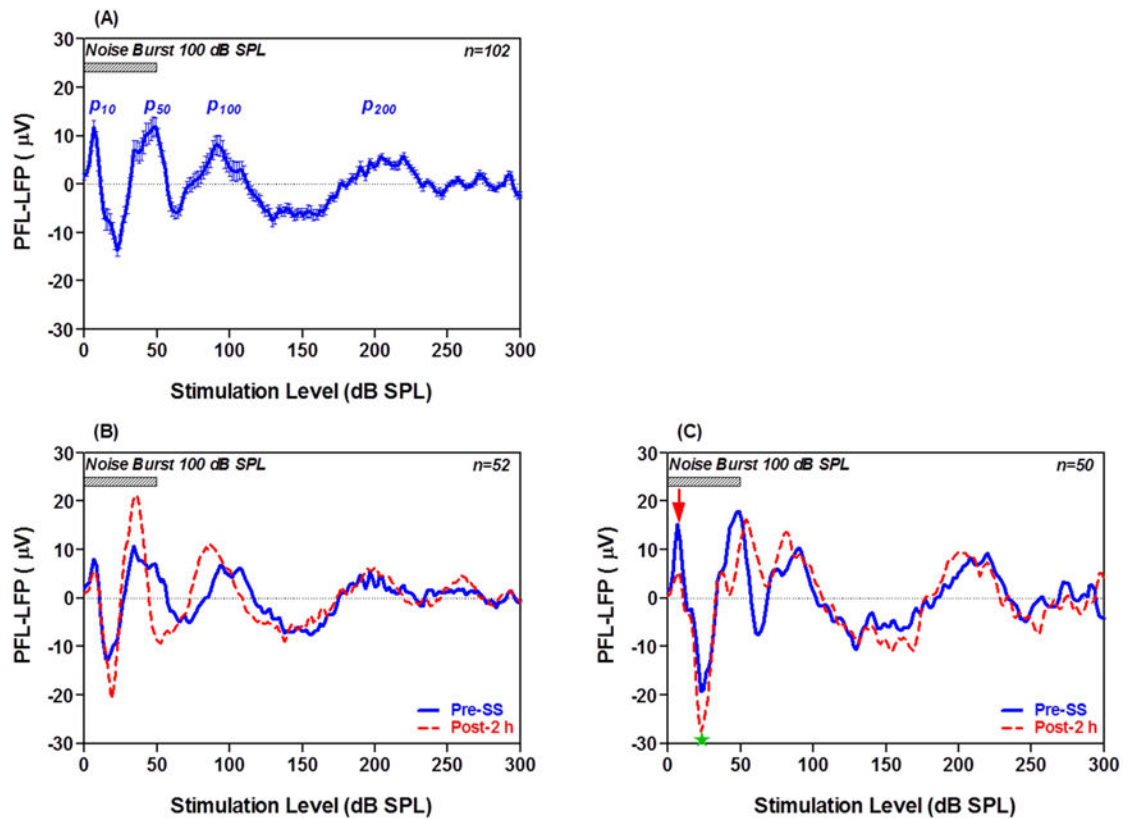 (A)
Noise Burst 100 dB SPL n=102
p10 p50 p100 p200
30
20
10
0
-10
-20
-30
PFL-LFP ( μV)
0 50 100 150 200 250 300
Stimulation Level (dB SPL)
(B)
Noise Burst 100 dB SPL n=52
30
20
10
0
-10
-20
-30
PFL-LFP ( μV)
Pre-SS
Post-2 h
0 50 100 150 200 250 300
Stimulation Level (dB SPL)
(C)
Noise Burst 100 dB SPL n=50
30
20
10
0
-10
-20
-30
PFL-LFP ( μV)
Pre-SS
Post-2 h
0 50 100 150 200 250 300
Stimulation Level (dB SPL)